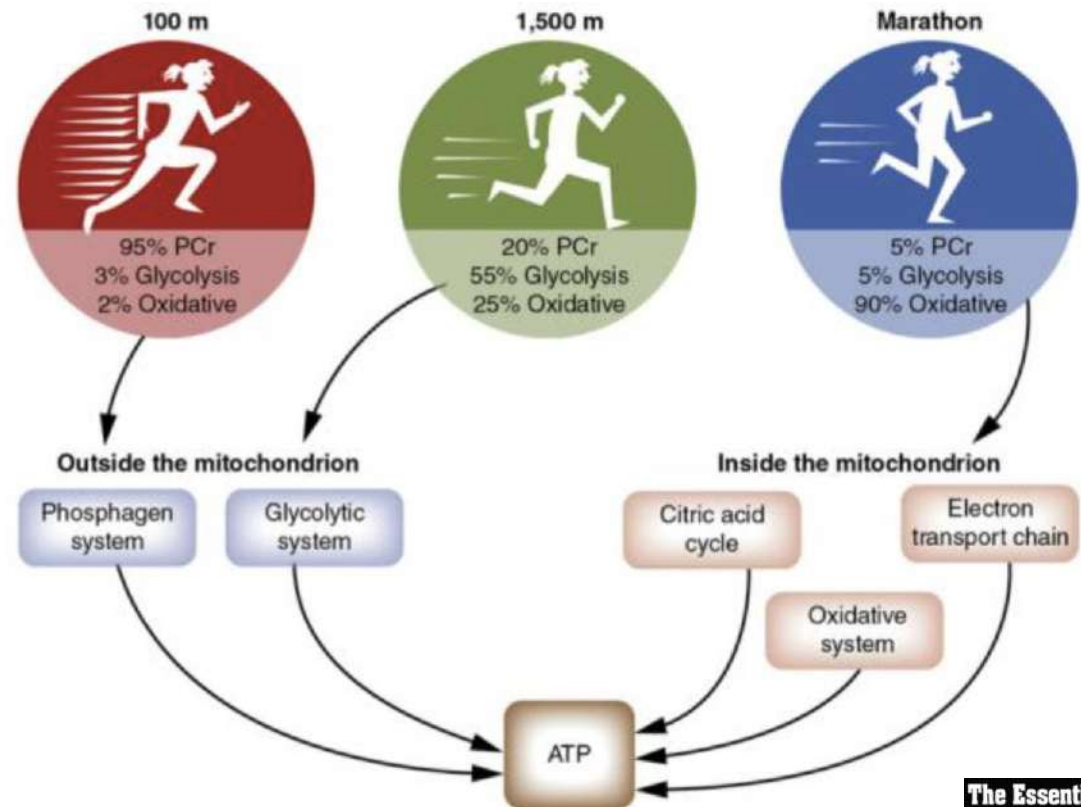 100 m
1,500 m
Marathon
95% PCr
3% Glycolysis
2% Oxidative
20% PCr
55% Glycolysis
25% Oxidative
5% PCr
5% Glycolysis
90% Oxidative
Outside the mitochondrion
Inside the mitochondrion
Phosphagen
system
Glycolytic
system
Citric acid
cycle
Electron
transport chain
Oxidative
system
ATP
The Essent